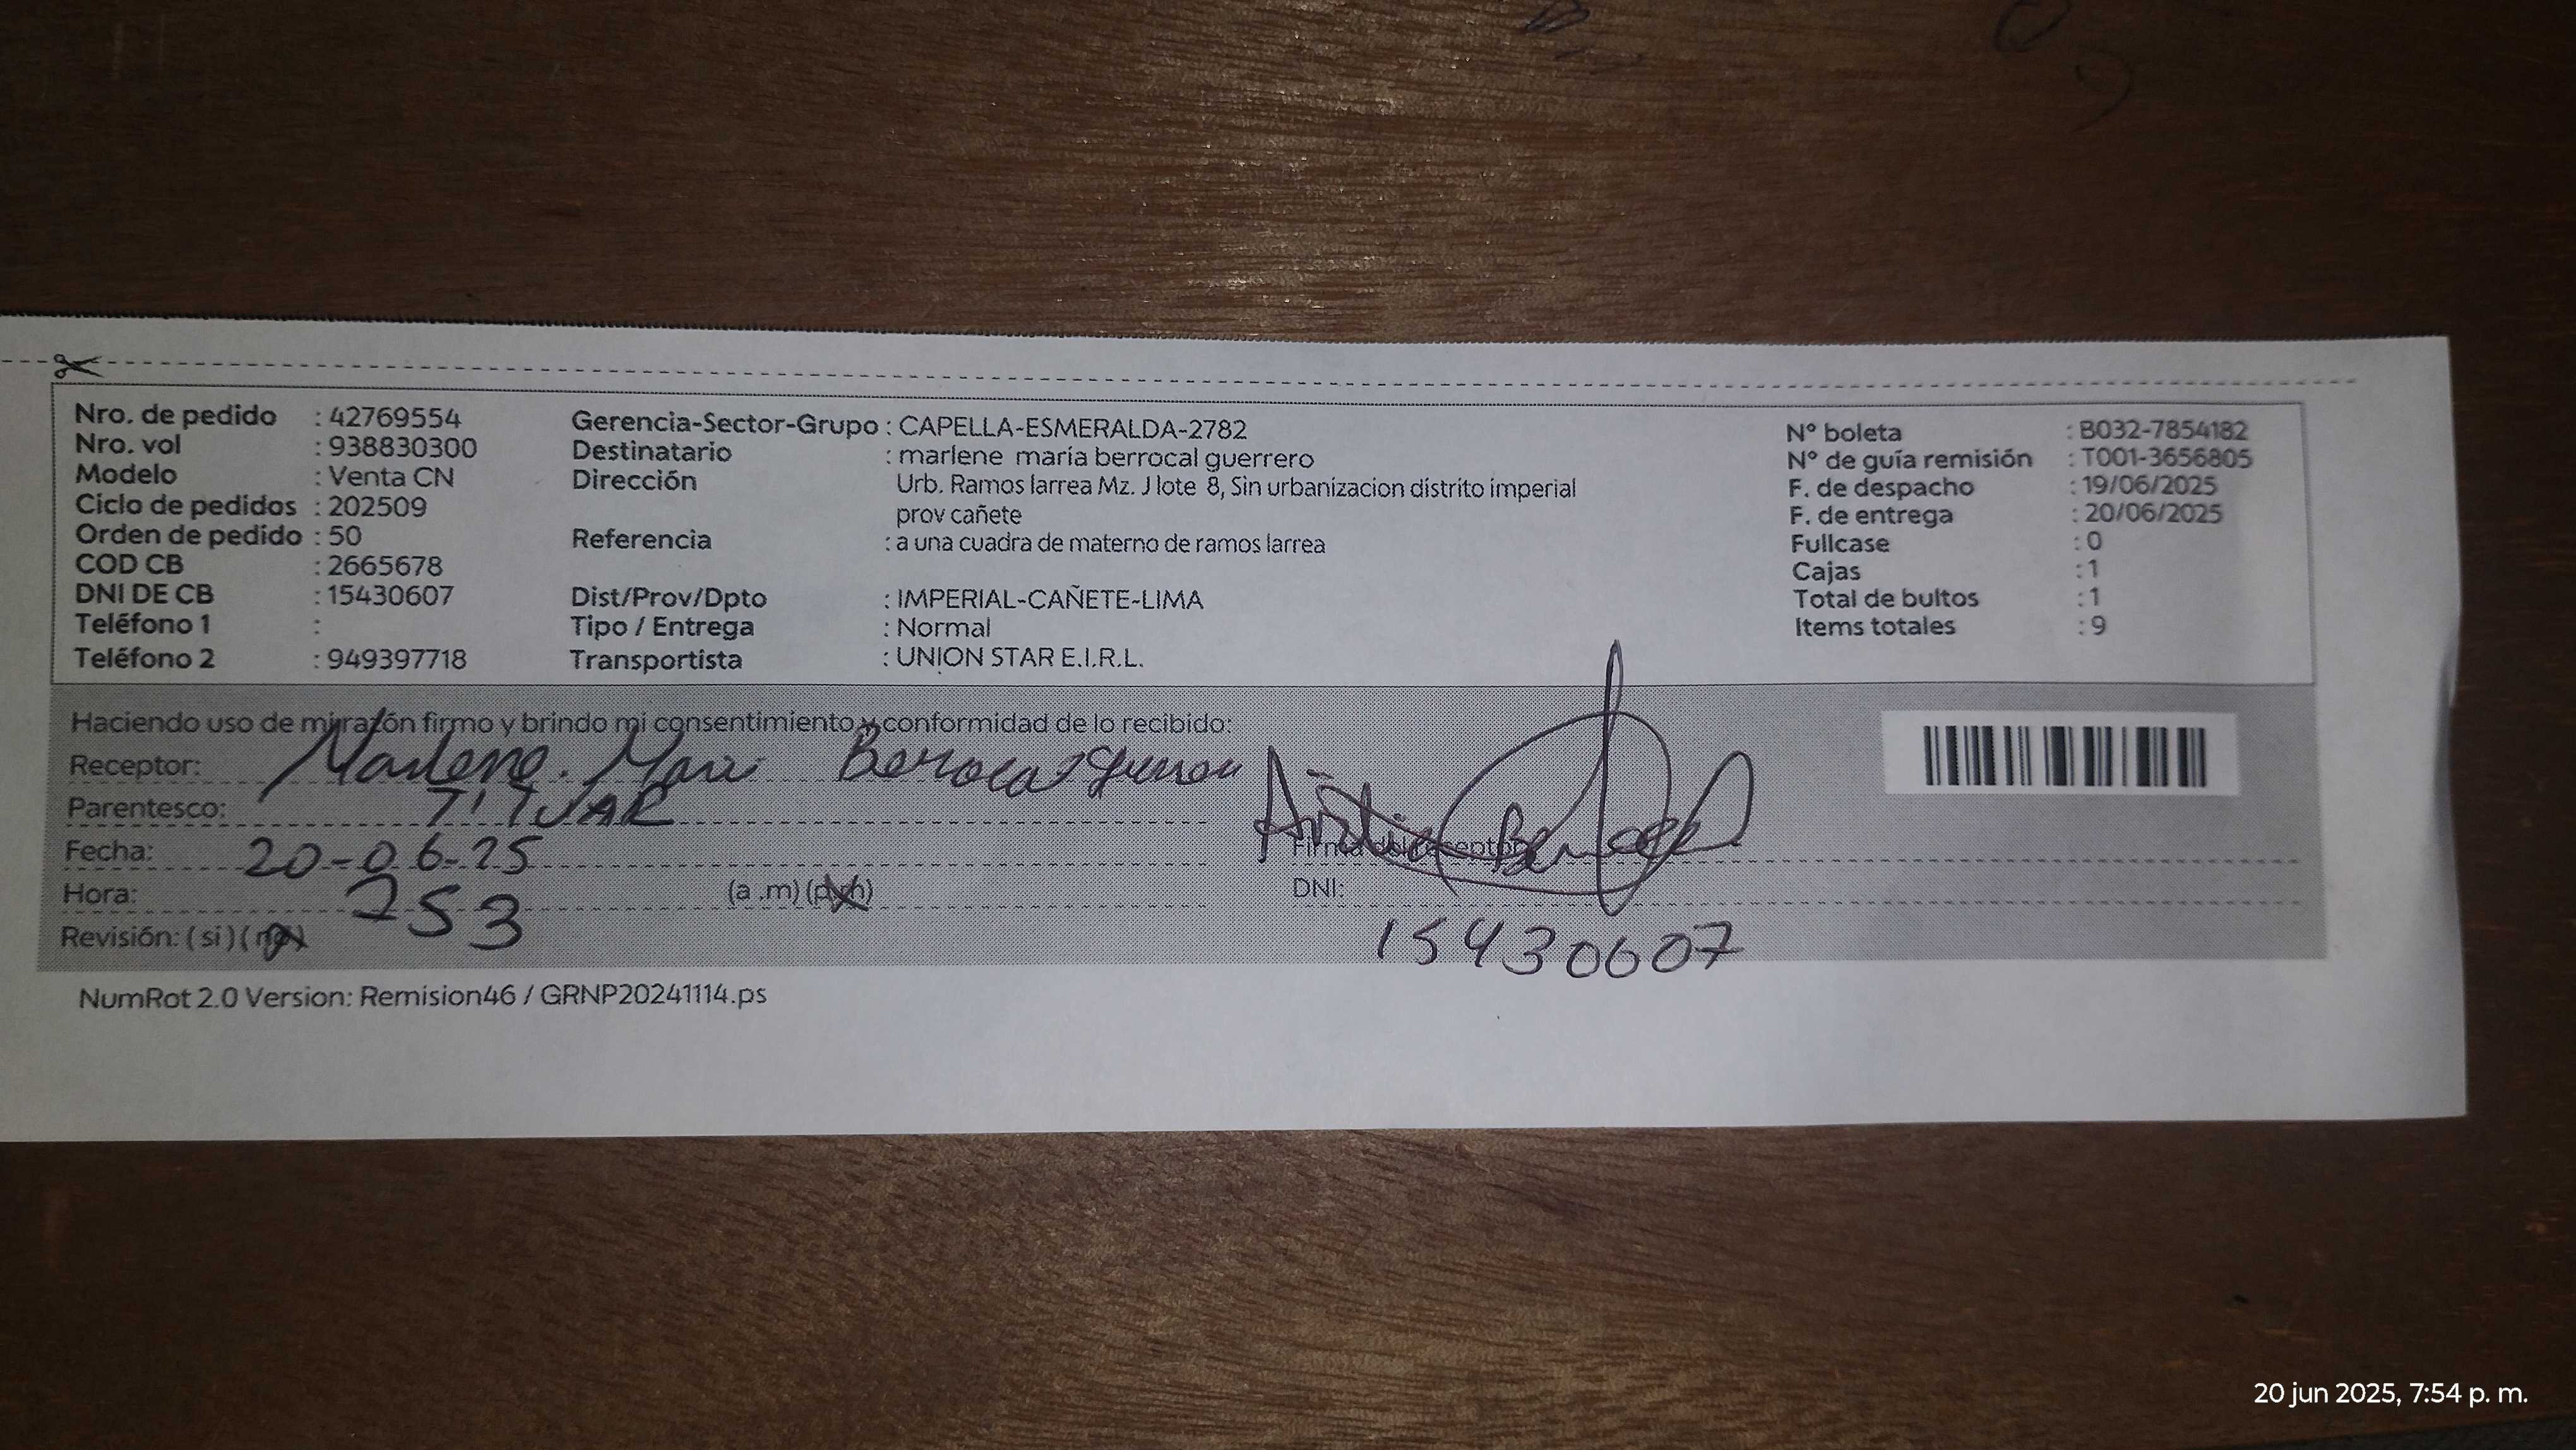 Nro. de pedido : 42769554
Nro. vol : 938830300
Modelo : Venta CN
Ciclo de pedidos : 202509
Orden de pedido : 50
COD CB : 2665678
DNI DE CB : 15430607
Teléfono 1 :
Teléfono 2 : 949397718
Gerencia-Sector-Grupo : CAPELLA-ESMERALDA-2782
Destinatario : marlene maria berrocal guerrero
Dirección Urb. Ramos larrea Mz. J lote 8, Sin urbanizacion distrito imperial
prov cañete
Referencia : a una cuadra de materno de ramos larrea
Dist/Prov/Dpto : IMPERIAL-CAÑETE-LIMA
Tipo / Entrega : Normal
Transportista : UNION STAR E.I.R.L.
N° boleta : B032-7854182
N° de guía remisión : T001-3656805
F. de despacho : 19/06/2025
F. de entrega : 20/06/2025
Fullcase : 0
Cajas : 1
Total de bultos : 1
Items totales : 9
Haciendo uso de mi razón firmo y brindo mi consentimiento y conformidad de lo recibido:
Receptor: Marlene. Berrocal
Parentesco: TITUAR
Fecha: 20-06-25
Hora: 753 (a .m) (p.m)
Revisión: ( si ) ( no )
Firma del receptor
DNI:
15430607
NumRot 2.0 Version: Remision46 / GRNP20241114.ps
20 jun 2025, 7:54 p. m.